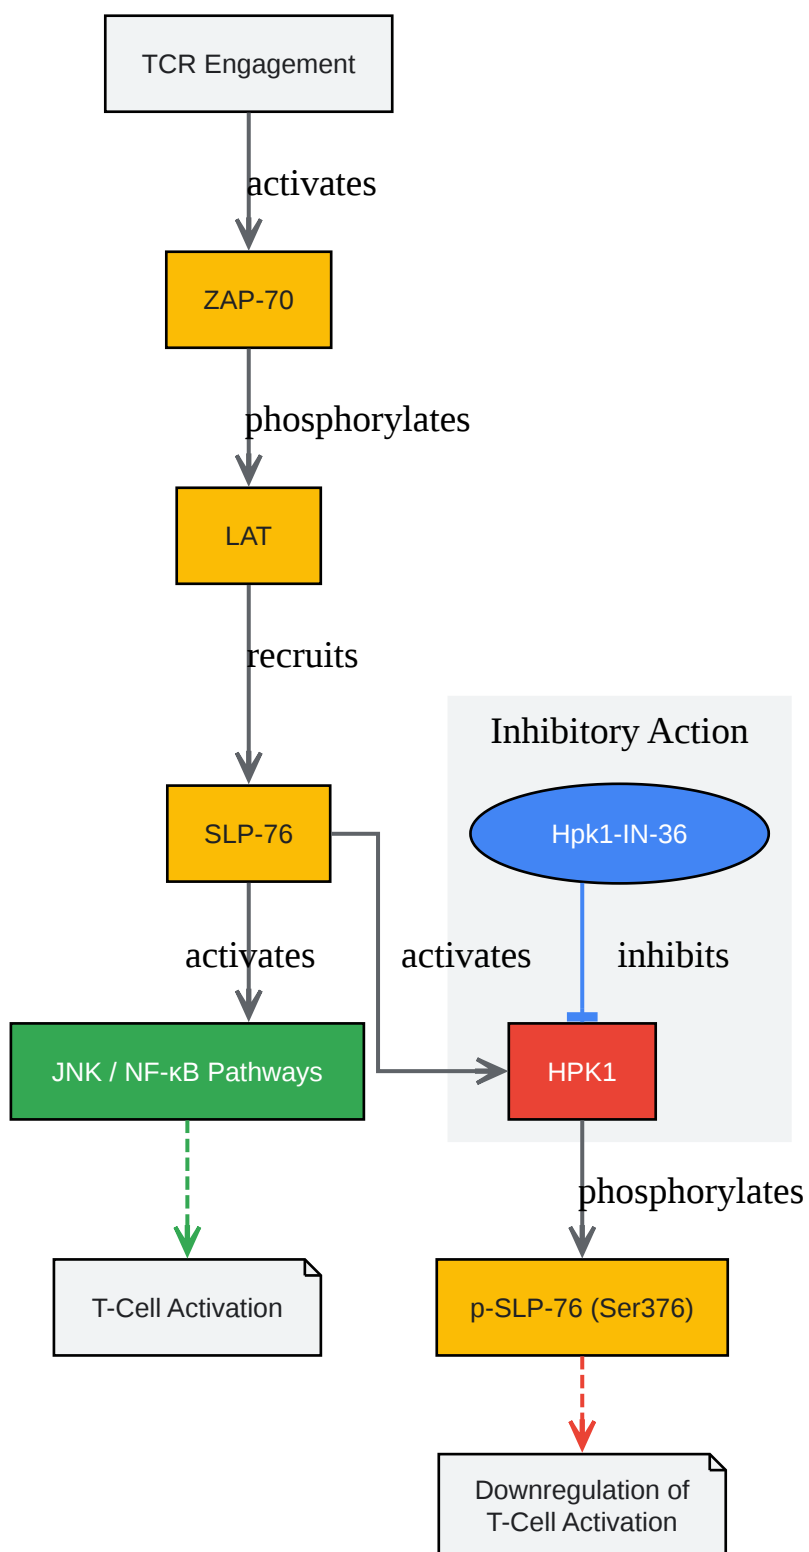 TCR Engagement
activates
ZAP-70
phosphorylates
LAT
recruits
Inhibitory Action
SLP-76
Hpk1-IN-36
activates
activates
inhibits
JNK / NF-κB Pathways
HPK1
phosphorylates
T-Cell Activation
p-SLP-76 (Ser376)
Downregulation of
T-Cell Activation